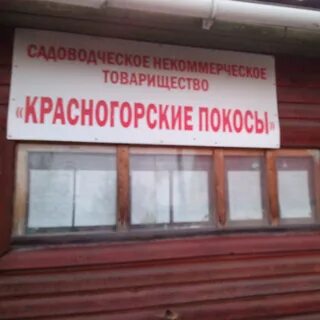 САДОВОДЧЕСКОЕ НЕКОММЕРЧЕСКОЕ
ТОВАРИЩЕСТВО
«КРАСНОГОРСКИЕ ПОКОСЫ»